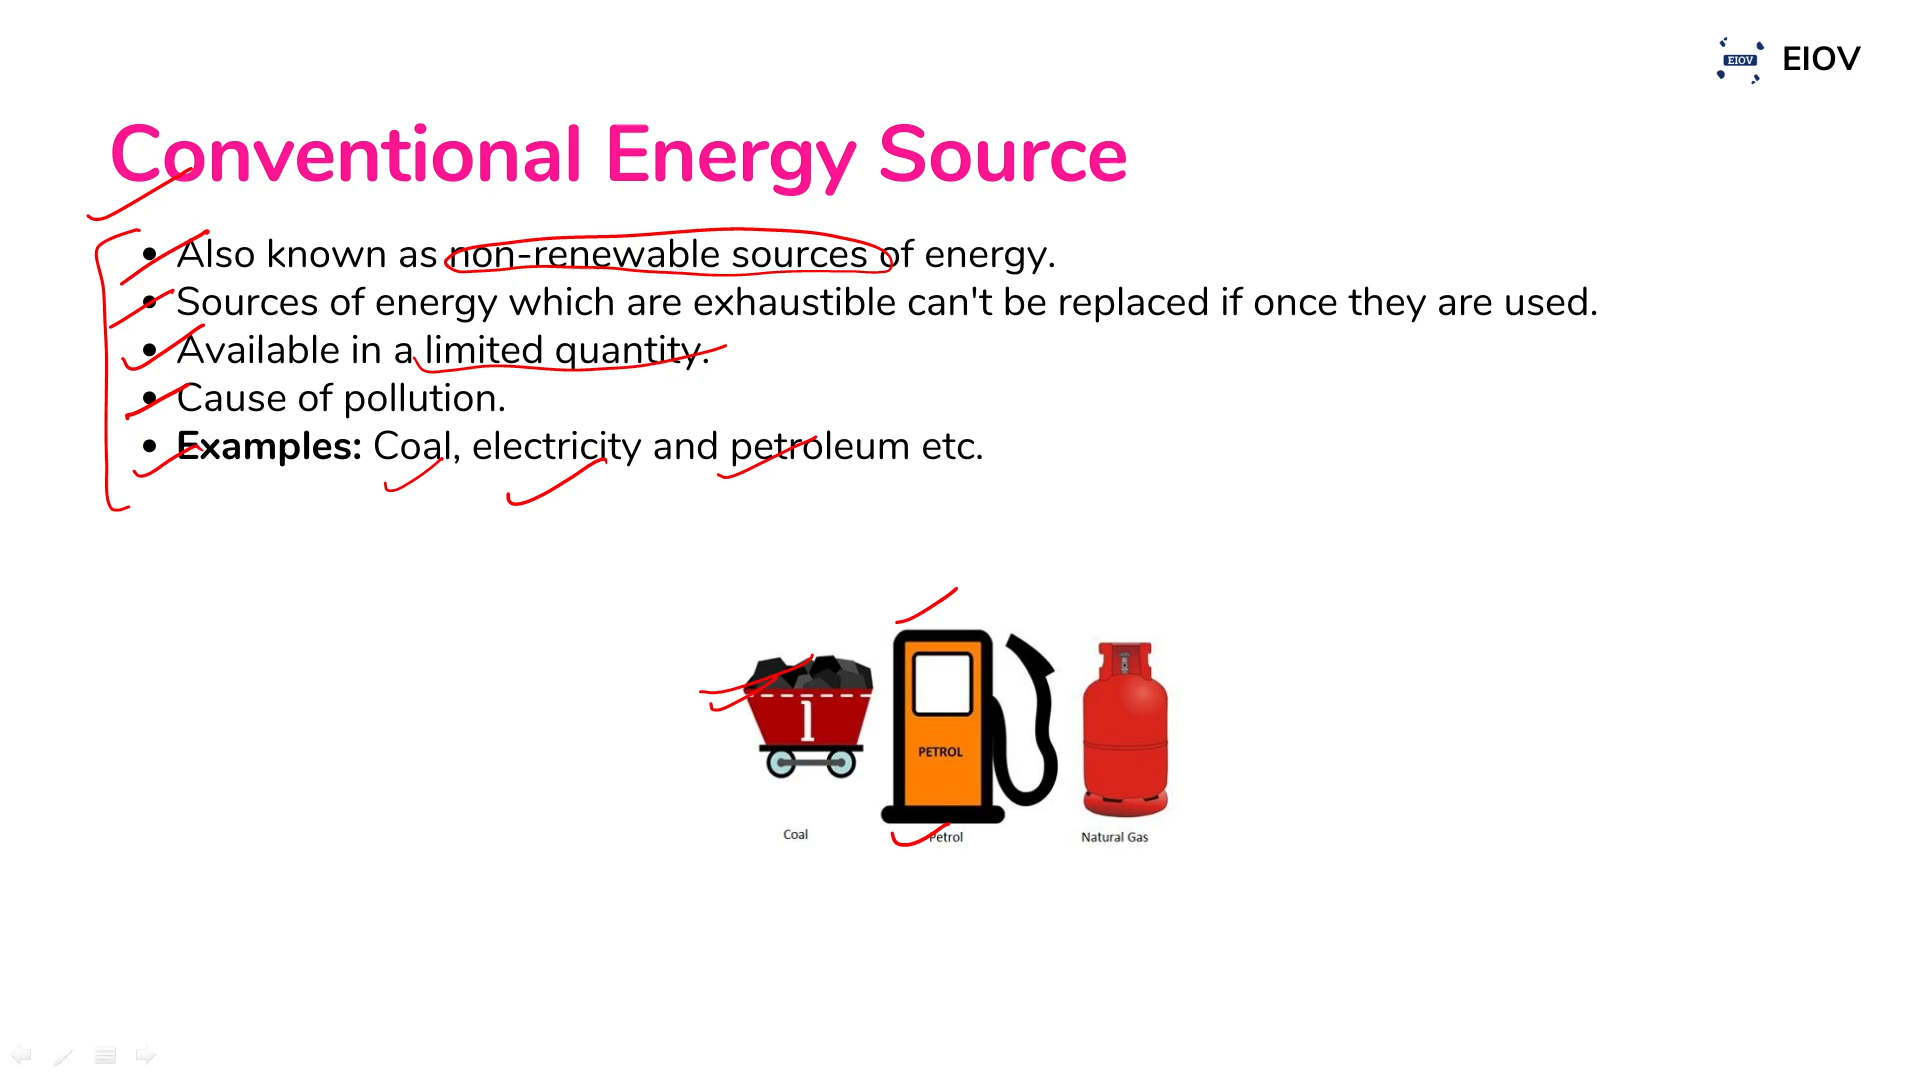 EIOV EIOV
Conventional Energy Source
• Also known as non-renewable sources of energy.
• Sources of energy which are exhaustible can't be replaced if once they are used.
• Available in a limited quantity.
• Cause of pollution.
• Examples: Coal, electricity and petroleum etc.
1
PETROL
Coal
Petrol
Natural Gas